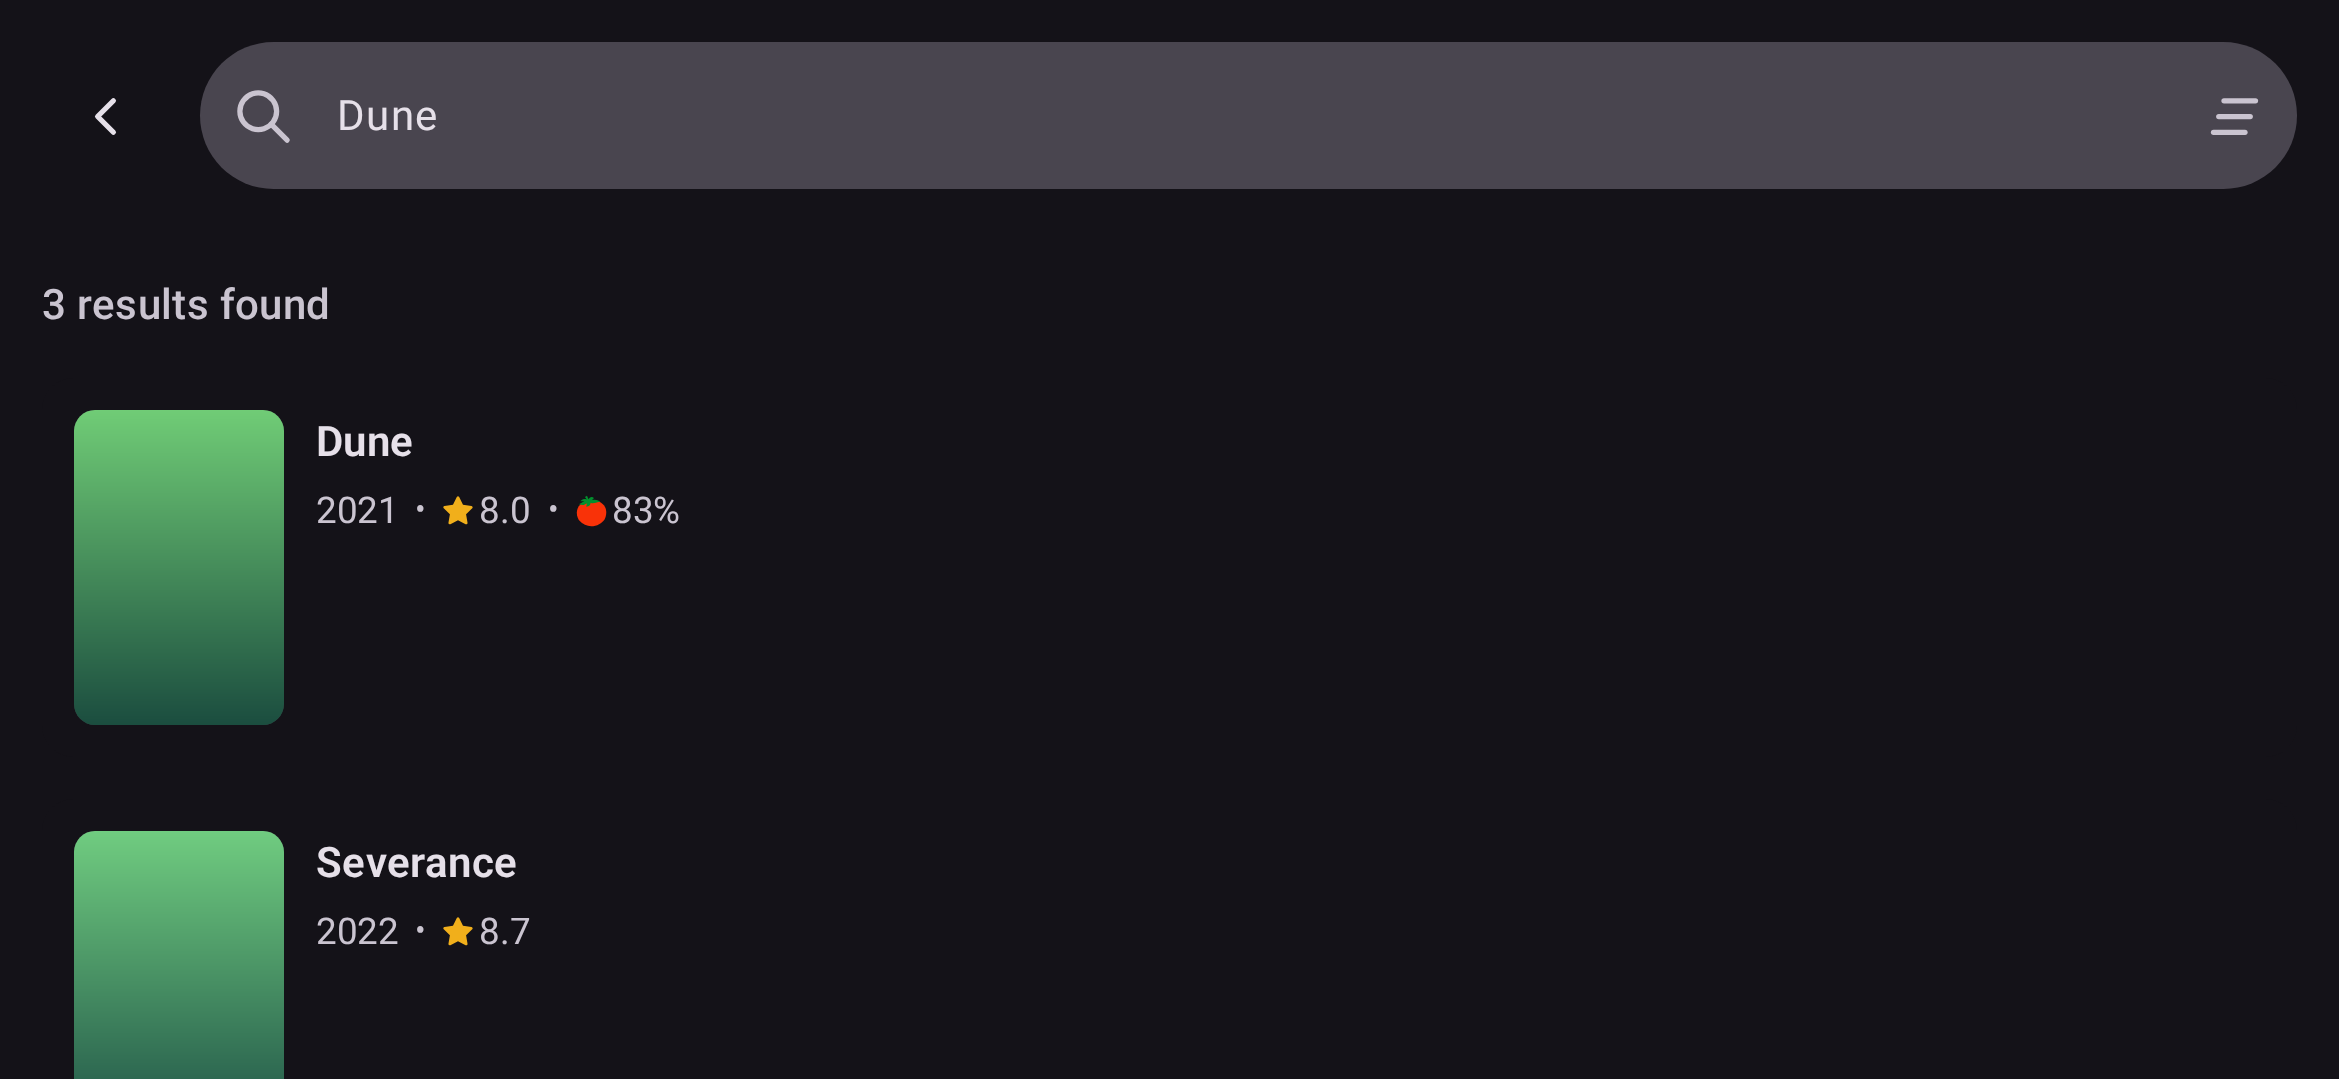 Dune
3 results found
Dune
2021 • ⭐8.0 • 🍅83%
Severance
2022 • ⭐8.7